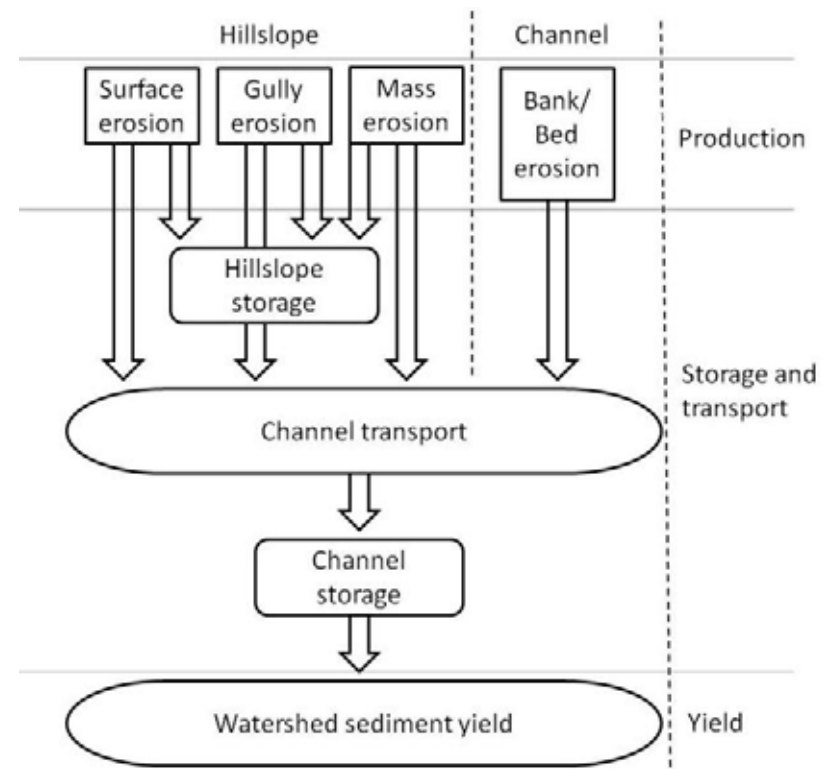 Hillslope
Channel
Surface
erosion
Gully
erosion
Mass
erosion
Bank/
Bed
erosion
Production
Hillslope
storage
Storage and
transport
Channel transport
Channel
storage
Watershed sediment yield
Yield